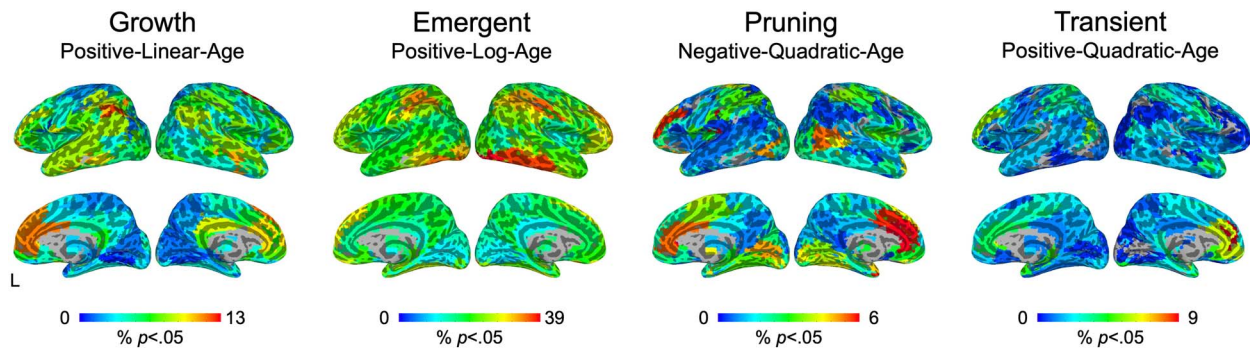 Growth
Positive-Linear-Age
Emergent
Positive-Log-Age
Pruning
Negative-Quadratic-Age
Transient
Positive-Quadratic-Age
L
0 13
% p<.05
0 39
% p<.05
0 6
% p<.05
0 9
% p<.05